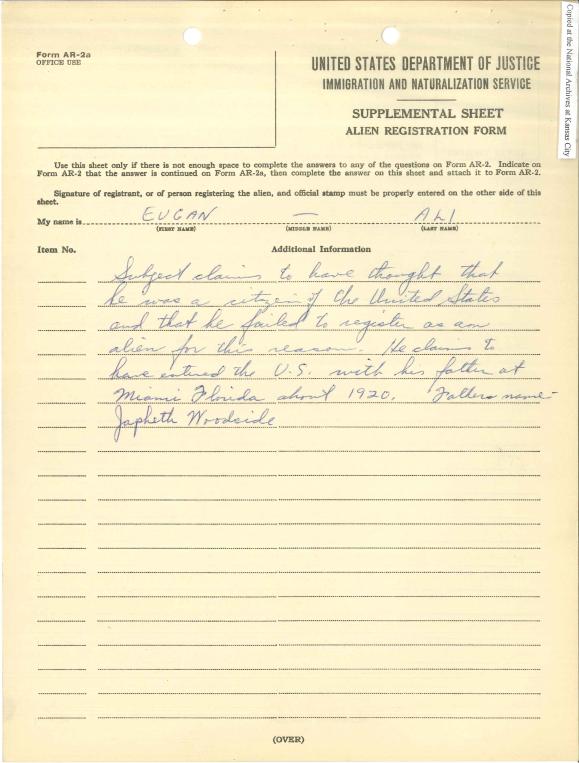 Copied at the National Archives at Kansas City
Form AR-2a
OFFICE USE
UNITED STATES DEPARTMENT OF JUSTICE
IMMIGRATION AND NATURALIZATION SERVICE
SUPPLEMENTAL SHEET
ALIEN REGISTRATION FORM
Use this sheet only if there is not enough space to complete the answers to any of the questions on Form AR-2. Indicate on
Form AR-2 that the answer is continued on Form AR-2a, then complete the answer on this sheet and attach it to Form AR-2.
Signature of registrant, or of person registering the alien, and official stamp must be properly entered on the other side of this
sheet.
My name is EUGAN — ALI
(FIRST NAME) (MIDDLE NAME) (LAST NAME)
Item No. Additional Information
Subject claims to have thought that
he was a citizen of the United States
and that he failed to register as an
alien for this reason. He claims to
have entered the U.S. with his father at
Miami Florida about 1920. Fathers name-
Japheth Woodside
(OVER)